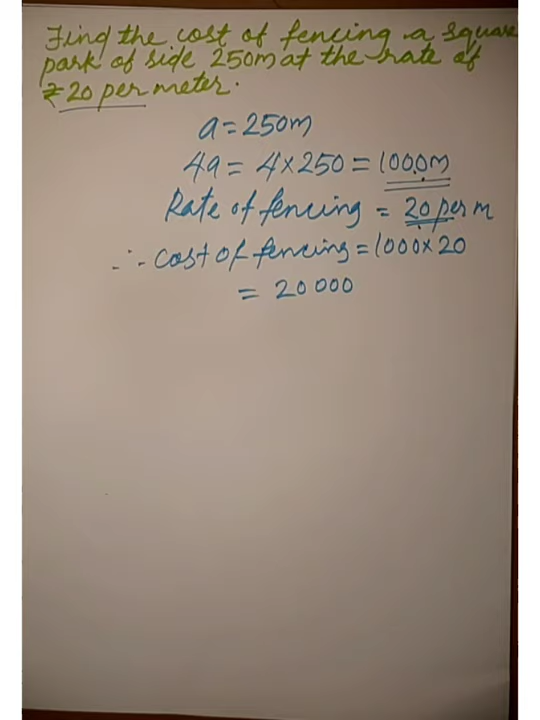 Find the cost of fencing a square
park of side 250m at the rate of
₹ 20 per meter.
a = 250m
4a = 4 × 250 = 1000m
Rate of fencing = 20 per m
∴ cost of fencing = 1000 × 20
= 20000